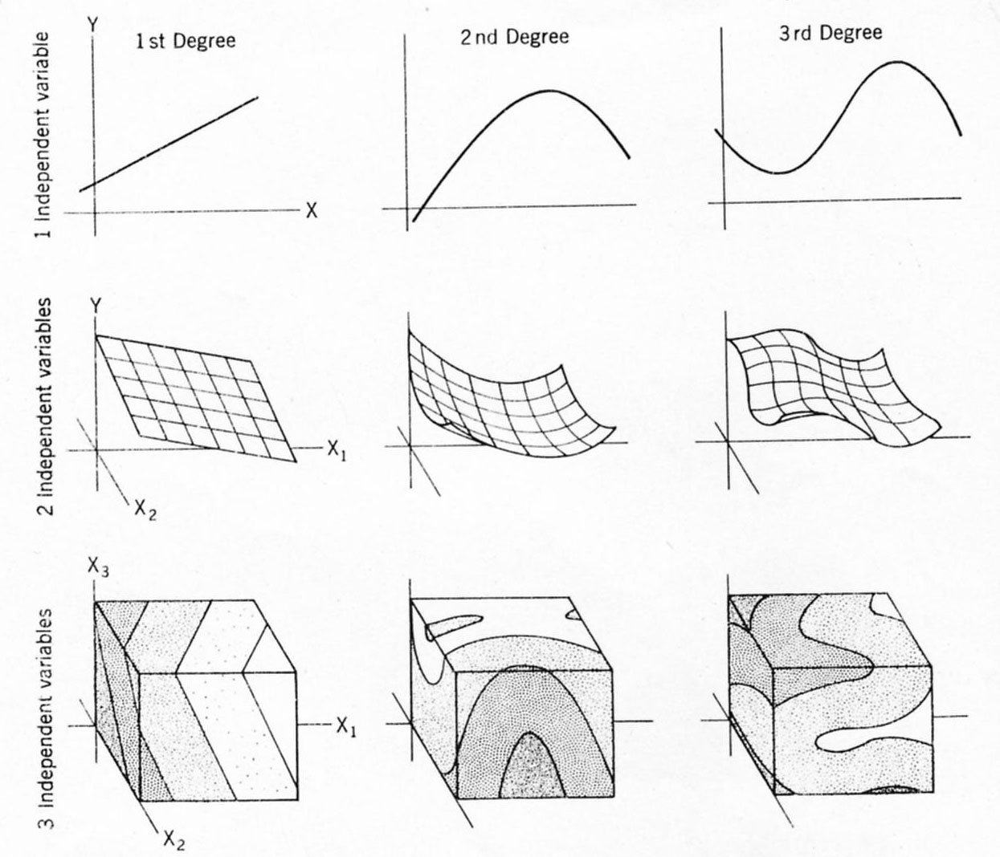 Y
1st Degree
2nd Degree
3rd Degree
1 Independent variable
X
Y
2 Independent variables
X₁
X₂
X₃
3 Independent variables
X₁
X₂